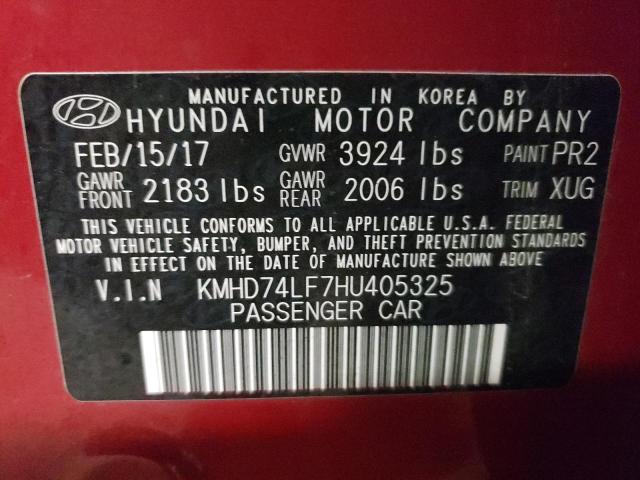 MANUFACTURED IN KOREA BY
HYUNDAI MOTOR COMPANY
FEB/15/17 GVWR 3924 lbs PAINT PR2
GAWR FRONT 2183 lbs GAWR REAR 2006 lbs TRIM XUG
THIS VEHICLE CONFORMS TO ALL APPLICABLE U.S.A. FEDERAL
MOTOR VEHICLE SAFETY, BUMPER, AND THEFT PREVENTION STANDARDS
IN EFFECT ON THE DATE OF MANUFACTURE SHOWN ABOVE.
V.I.N KMHD74LF7HU405325
PASSENGER CAR